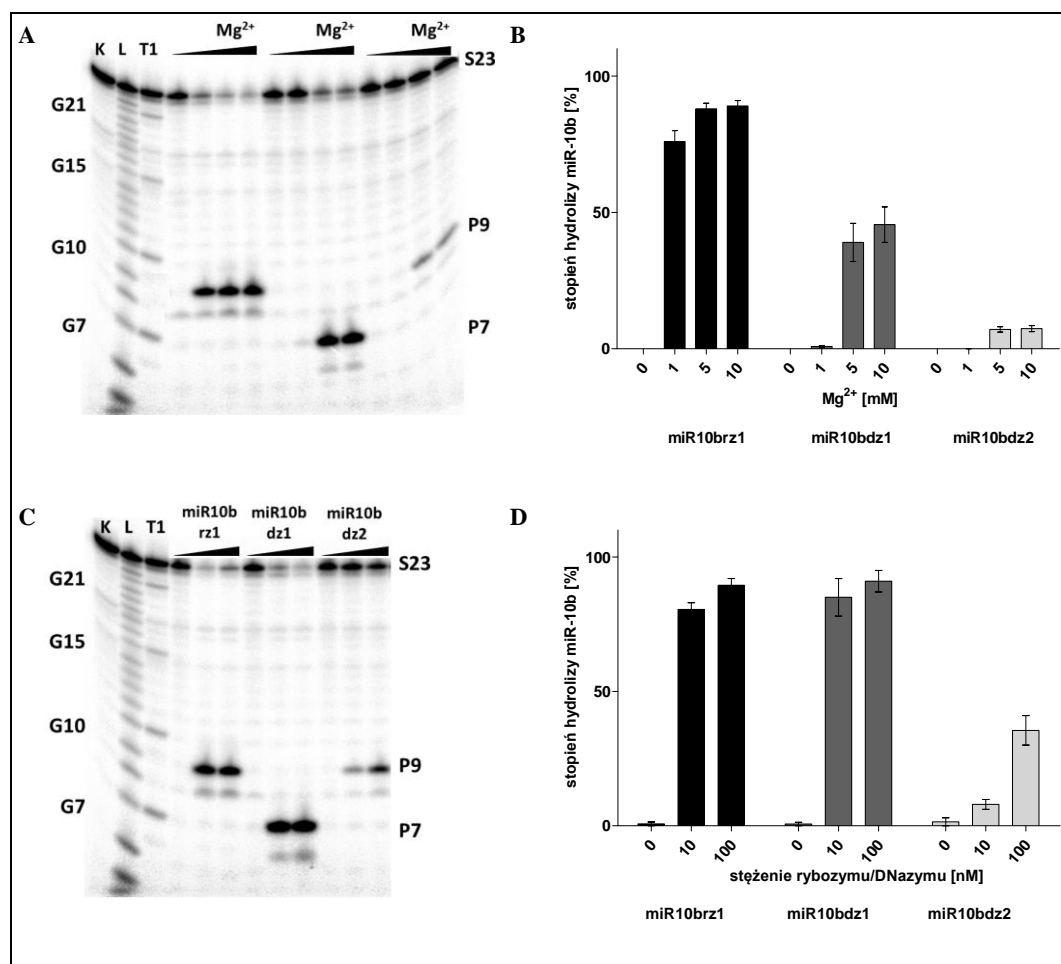 A
K L T1
Mg²⁺ Mg²⁺ Mg²⁺
S23
G21
G15
G10
G7
P9
P7
B
stopień hydrolizy miR-10b [%]
100
50
0
0 1 5 10 0 1 5 10 0 1 5 10
Mg²⁺ [mM]
miR10brz1 miR10bdz1 miR10bdz2
C
K L T1
miR10b miR10b miR10b
rz1 dz1 dz2
S23
G21
G15
G10
G7
P9
P7
D
stopień hydrolizy miR-10b [%]
100
50
0
0 10 100 0 10 100 0 10 100
stężenie rybozymu/DNazymu [nM]
miR10brz1 miR10bdz1 miR10bdz2